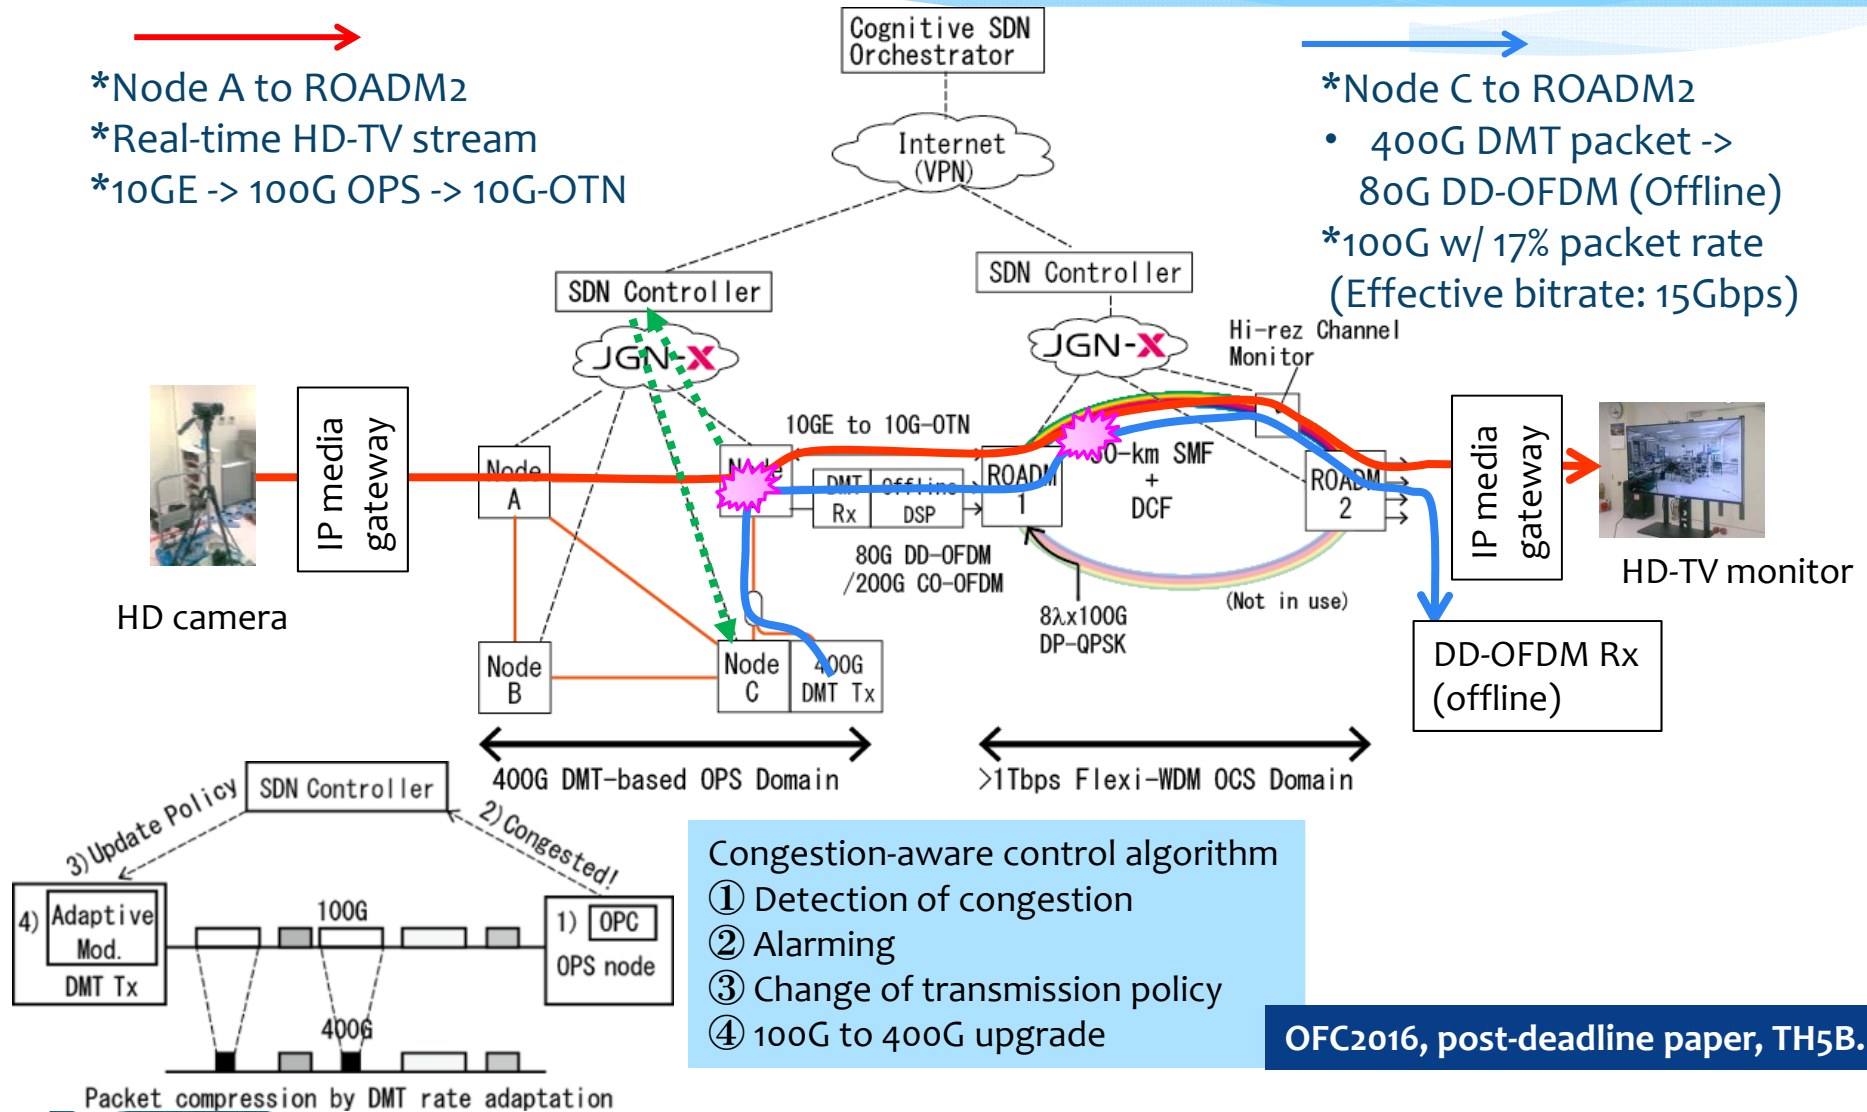 Cognitive SDN
Orchestrator
*Node A to ROADM2
*Real-time HD-TV stream
*10GE -> 100G OPS -> 10G-OTN
*Node C to ROADM2
• 400G DMT packet ->
80G DD-OFDM (Offline)
*100G w/ 17% packet rate
(Effective bitrate: 15Gbps)
Internet
(VPN)
SDN Controller
SDN Controller
JGN-X
JGN-X
Hi-rez Channel
Monitor
HD camera
IP media
gateway
Node
A
Node
B
Node
C
400G
DMT Tx
10GE to 10G-OTN
DMT
Rx
Offline
DSP
80G DD-OFDM
/200G CO-OFDM
ROADM
1
0-km SMF
+
DCF
ROADM
2
8λx100G
DP-QPSK
(Not in use)
IP media
gateway
HD-TV monitor
DD-OFDM Rx
(offline)
400G DMT-based OPS Domain
>1Tbps Flexi-WDM OCS Domain
SDN Controller
3)Update Policy
2)Congested!
4) Adaptive
Mod.
DMT Tx
100G
1) OPC
OPS node
400G
Packet compression by DMT rate adaptation
Congestion-aware control algorithm
① Detection of congestion
② Alarming
③ Change of transmission policy
④ 100G to 400G upgrade
OFC2016, post-deadline paper, TH5B.